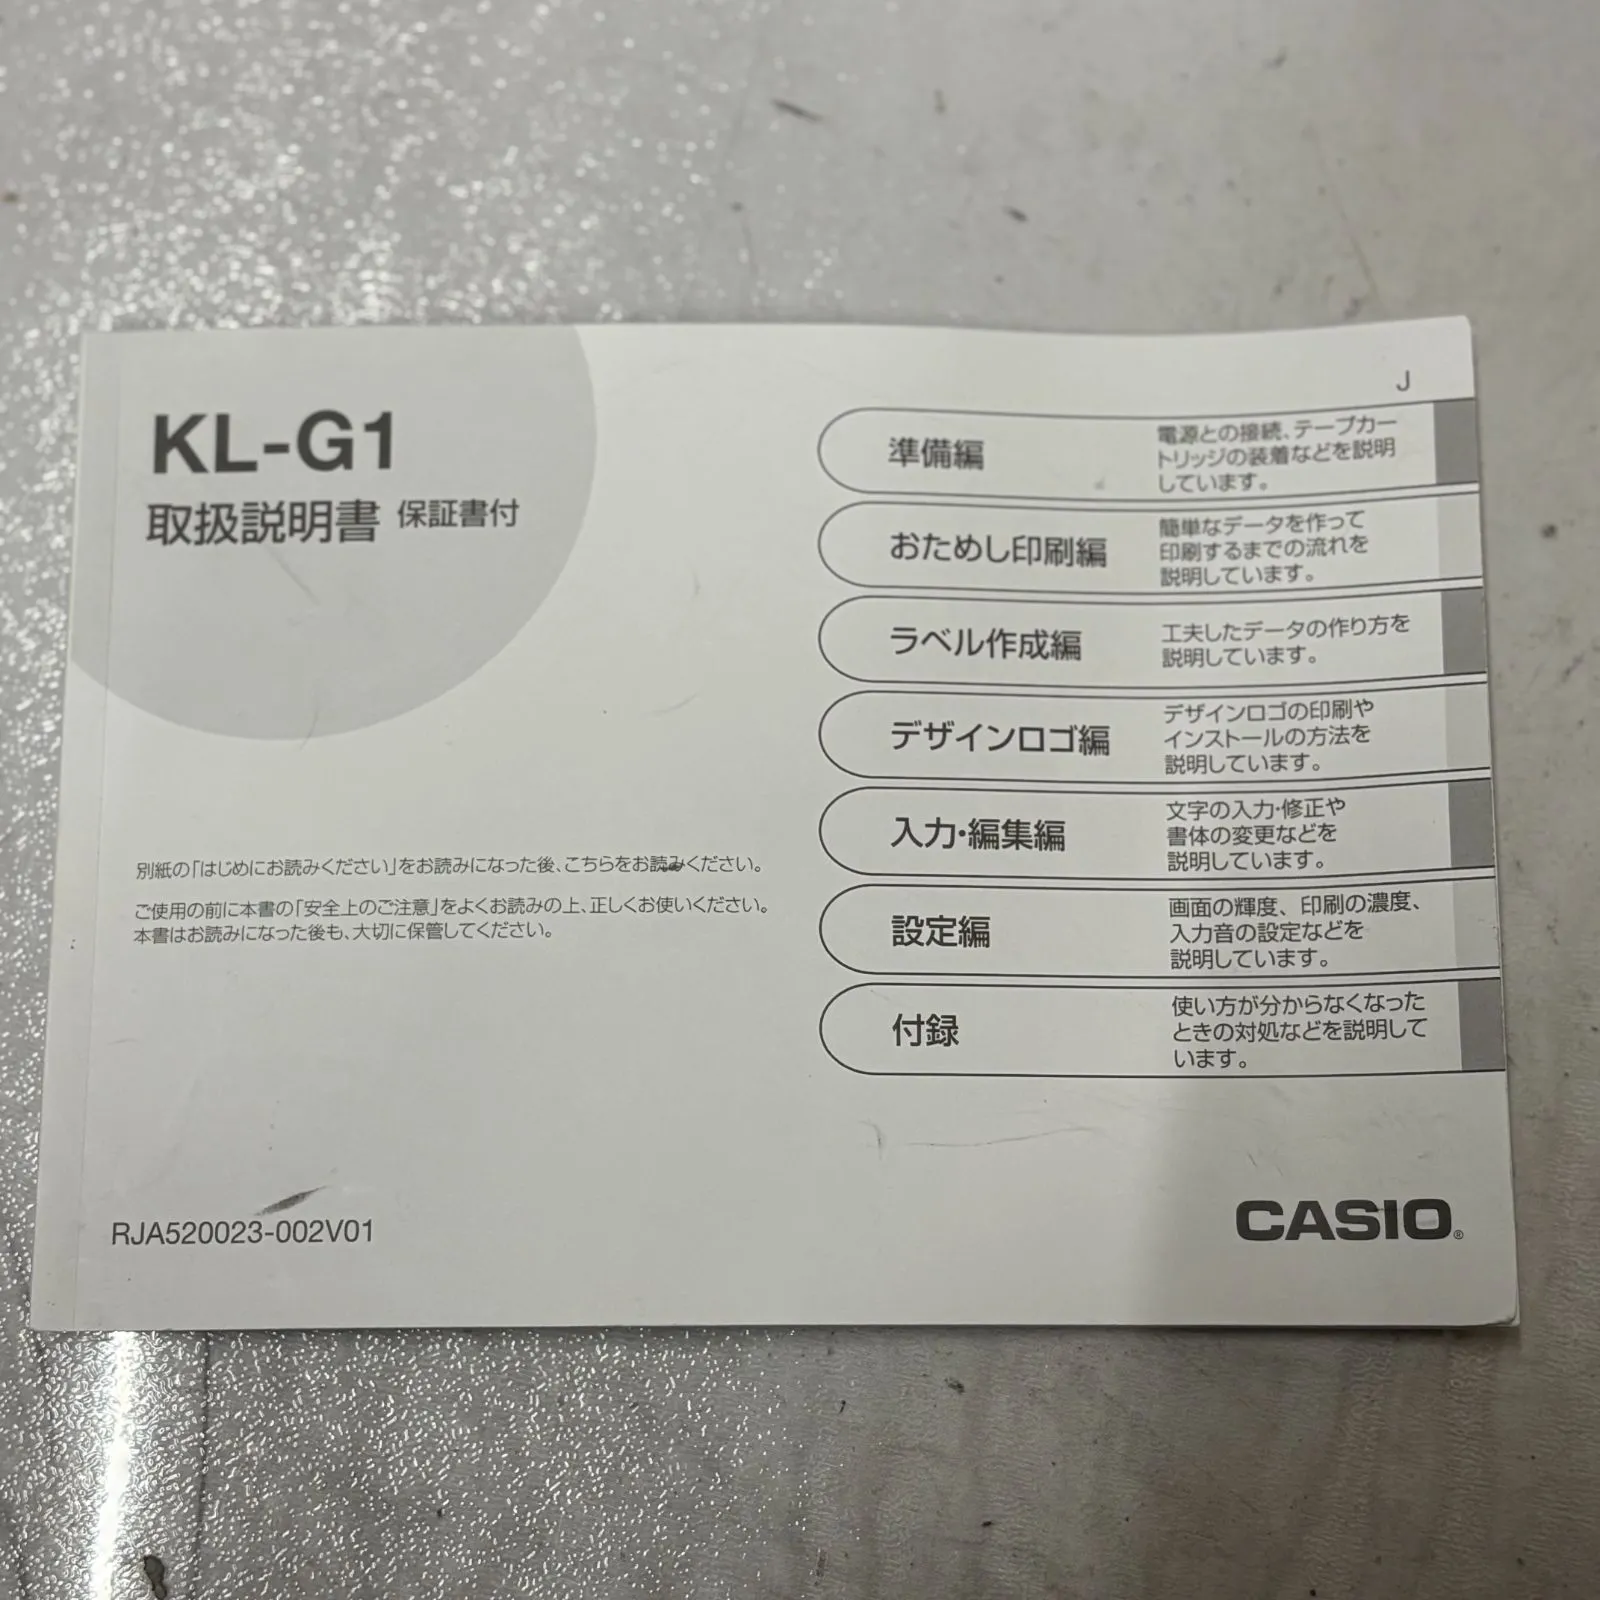 KL-G1
取扱説明書 保証書付
別紙の「はじめにお読みください」をお読みになった後、こちらをお読みください。
ご使用の前に本書の「安全上のご注意」をよくお読みの上、正しくお使いください。
本書はお読みになった後も、大切に保管してください。
RJA520023-002V01
J
準備編
電源との接続、テープカー
トリッジの装着などを説明
しています。
おためし印刷編
簡単なデータを作って
印刷するまでの流れを
説明しています。
ラベル作成編
工夫したデータの作り方を
説明しています。
デザインロゴ編
デザインロゴの印刷や
インストールの方法を
説明しています。
入力・編集編
文字の入力・修正や
書体の変更などを
説明しています。
設定編
画面の輝度、印刷の濃度、
入力音の設定などを
説明しています。
付録
使い方が分からなくなった
ときの対処などを説明して
います。
CASIO®